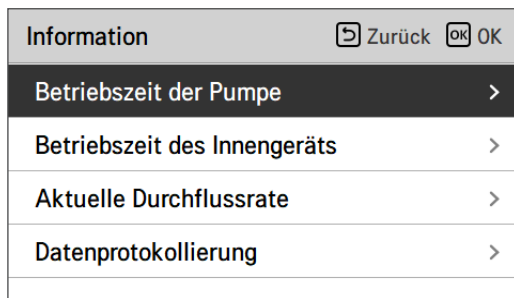 Information Zurück OK OK
Betriebszeit der Pumpe
Betriebszeit des Innengeräts
Aktuelle Durchflussrate
Datenprotokollierung